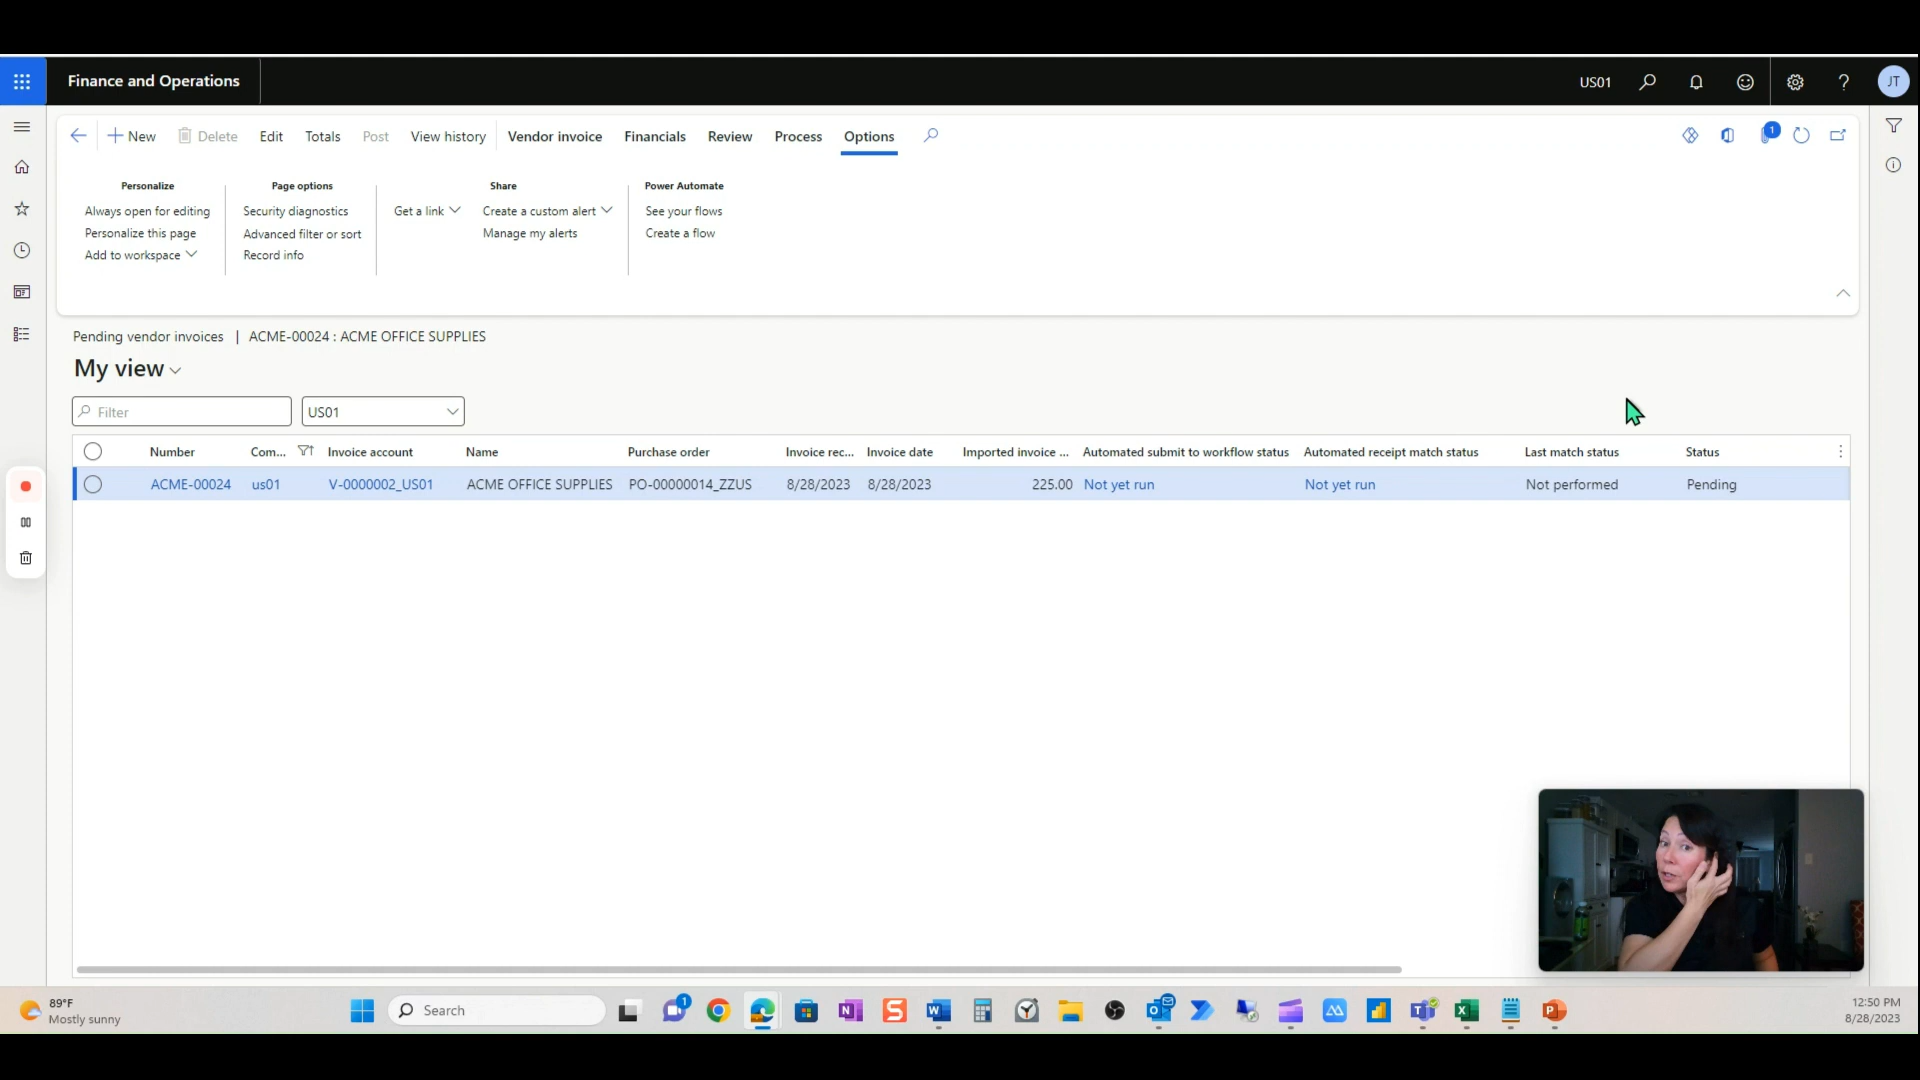 Finance and Operations
US01
?
JT
New
Delete
Edit
Totals
Post
View history
Vendor invoice
Financials
Review
Process
Options
1
Personalize
Always open for editing
Personalize this page
Add to workspace
Page options
Security diagnostics
Advanced filter or sort
Record info
Share
Get a link
Create a custom alert
Manage my alerts
Power Automate
See your flows
Create a flow
Pending vendor invoices | ACME-00024 : ACME OFFICE SUPPLIES
My view
Filter
US01
Number Com... Invoice account Name Purchase order Invoice rec... Invoice date Imported invoice ... Automated submit to workflow status Automated receipt match status Last match status Status
ACME-00024 us01 V-0000002_US01 ACME OFFICE SUPPLIES PO-00000014_ZZUS 8/28/2023 8/28/2023 225.00 Not yet run Not yet run Not performed Pending
89°F
Mostly sunny
Search
1
12:50 PM
8/28/2023